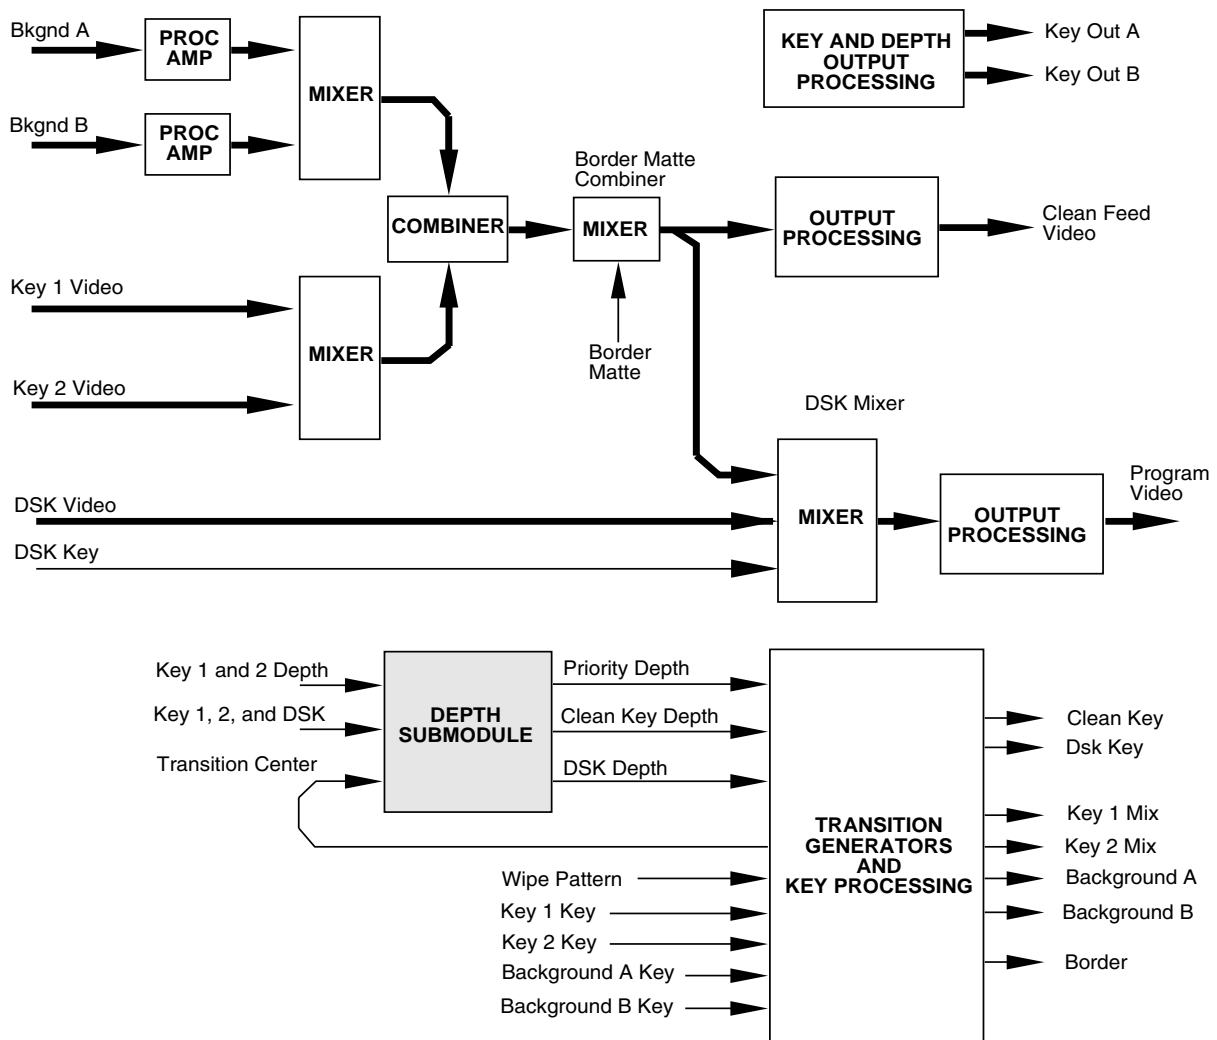 Bkgnd A
PROC
AMP
Bkgnd B
PROC
AMP
MIXER
KEY AND DEPTH
OUTPUT
PROCESSING
Key Out A
Key Out B
COMBINER
Border Matte
Combiner
MIXER
Border
Matte
OUTPUT
PROCESSING
Clean Feed
Video
Key 1 Video
Key 2 Video
MIXER
DSK Mixer
DSK Video
DSK Key
MIXER
OUTPUT
PROCESSING
Program
Video
Key 1 and 2 Depth
Key 1, 2, and DSK
Transition Center
DEPTH
SUBMODULE
Priority Depth
Clean Key Depth
DSK Depth
Wipe Pattern
Key 1 Key
Key 2 Key
Background A Key
Background B Key
TRANSITION
GENERATORS
AND
KEY PROCESSING
Clean Key
Dsk Key
Key 1 Mix
Key 2 Mix
Background A
Background B
Border